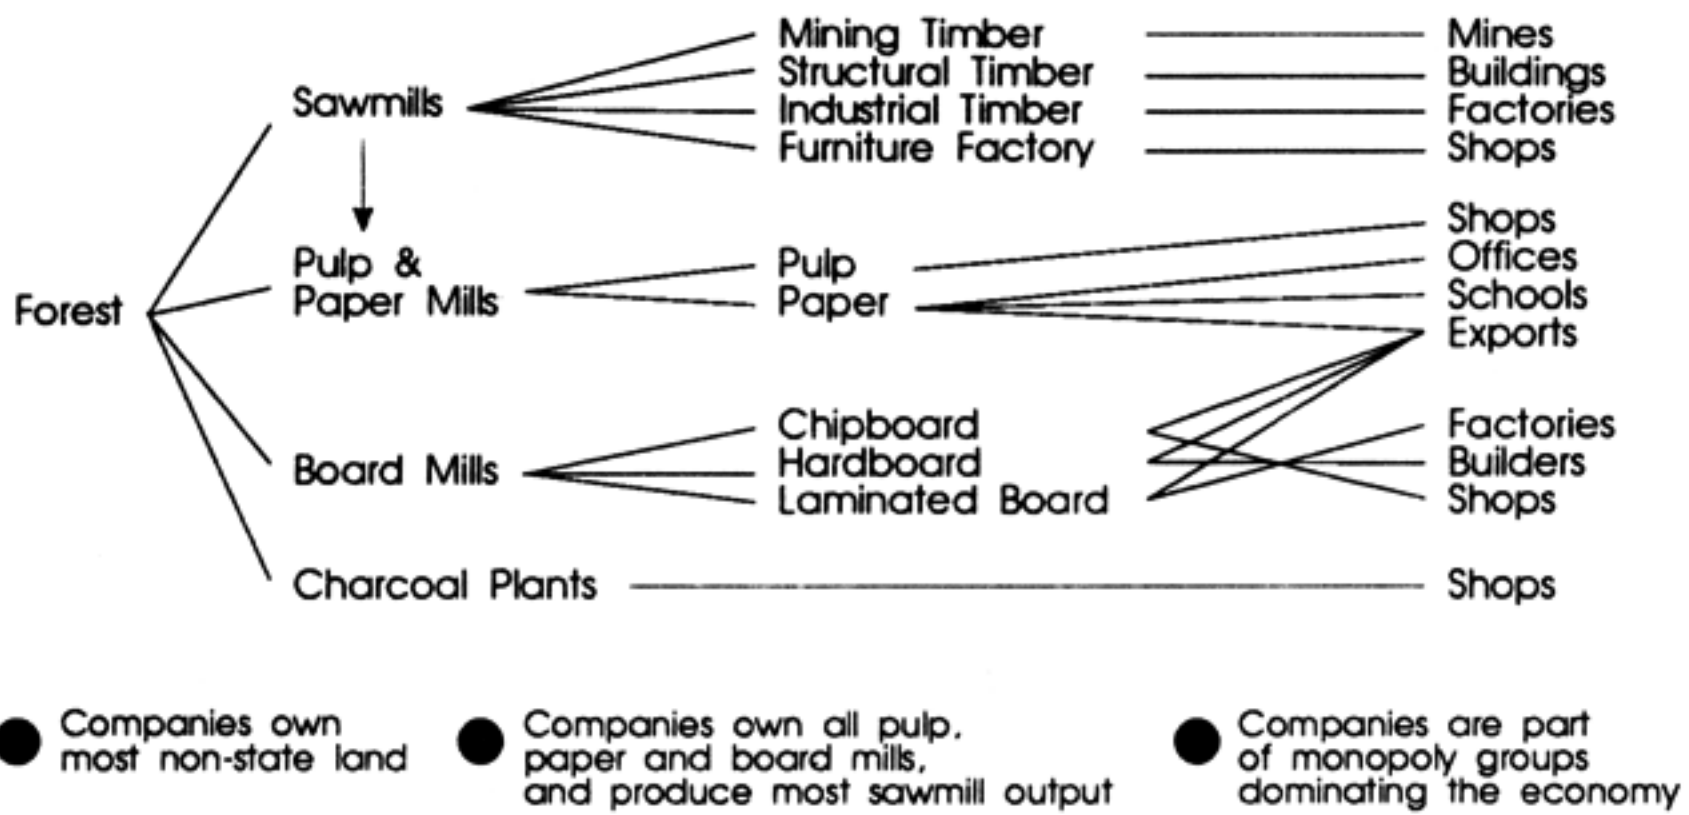 Forest
Sawmills
Pulp &
Paper Mills
Board Mills
Charcoal Plants
Mining Timber
Structural Timber
Industrial Timber
Furniture Factory
Pulp
Paper
Chipboard
Hardboard
Laminated Board
Mines
Buildings
Factories
Shops
Shops
Offices
Schools
Exports
Factories
Builders
Shops
Shops
Companies own
most non-state land
Companies own all pulp,
paper and board mills,
and produce most sawmill output
Companies are part
of monopoly groups
dominating the economy